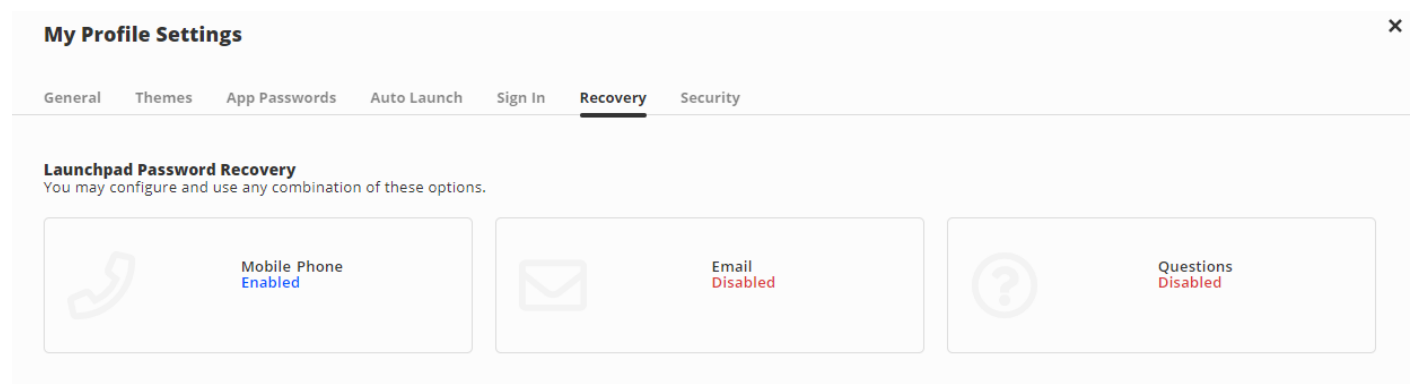 My Profile Settings
General Themes App Passwords Auto Launch Sign In Recovery Security
Launchpad Password Recovery
You may configure and use any combination of these options.
Mobile Phone
Enabled
Email
Disabled
Questions
Disabled